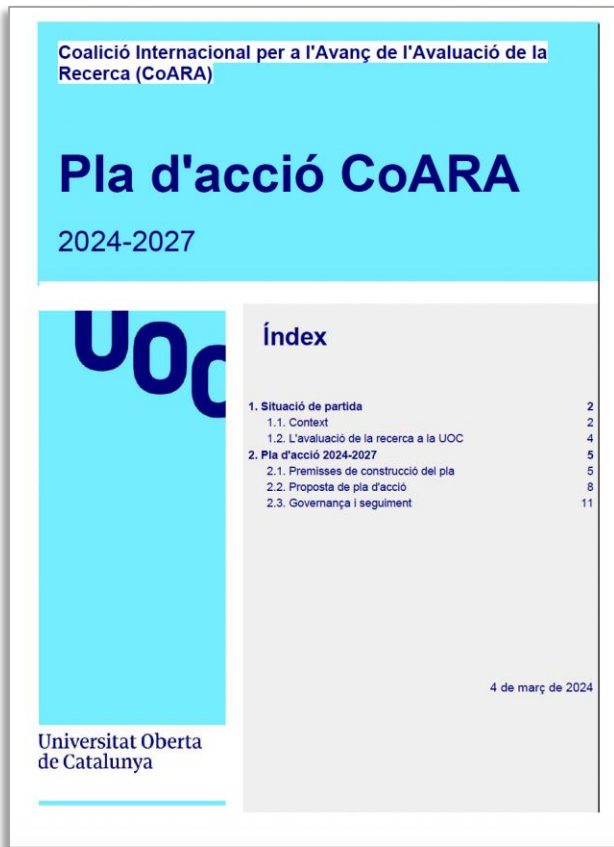 Coalició Internacional per a l'Avanç de l'Avaluació de la
Recerca (CoARA)
Pla d'acció CoARA
2024-2027
UOC
Índex
1. Situació de partida 2
1.1. Context 2
1.2. L'avaluació de la recerca a la UOC 4
2. Pla d'acció 2024-2027 5
2.1. Premisses de construcció del pla 5
2.2. Proposta de pla d'acció 8
2.3. Governança i seguiment 11
4 de març de 2024
Universitat Oberta
de Catalunya